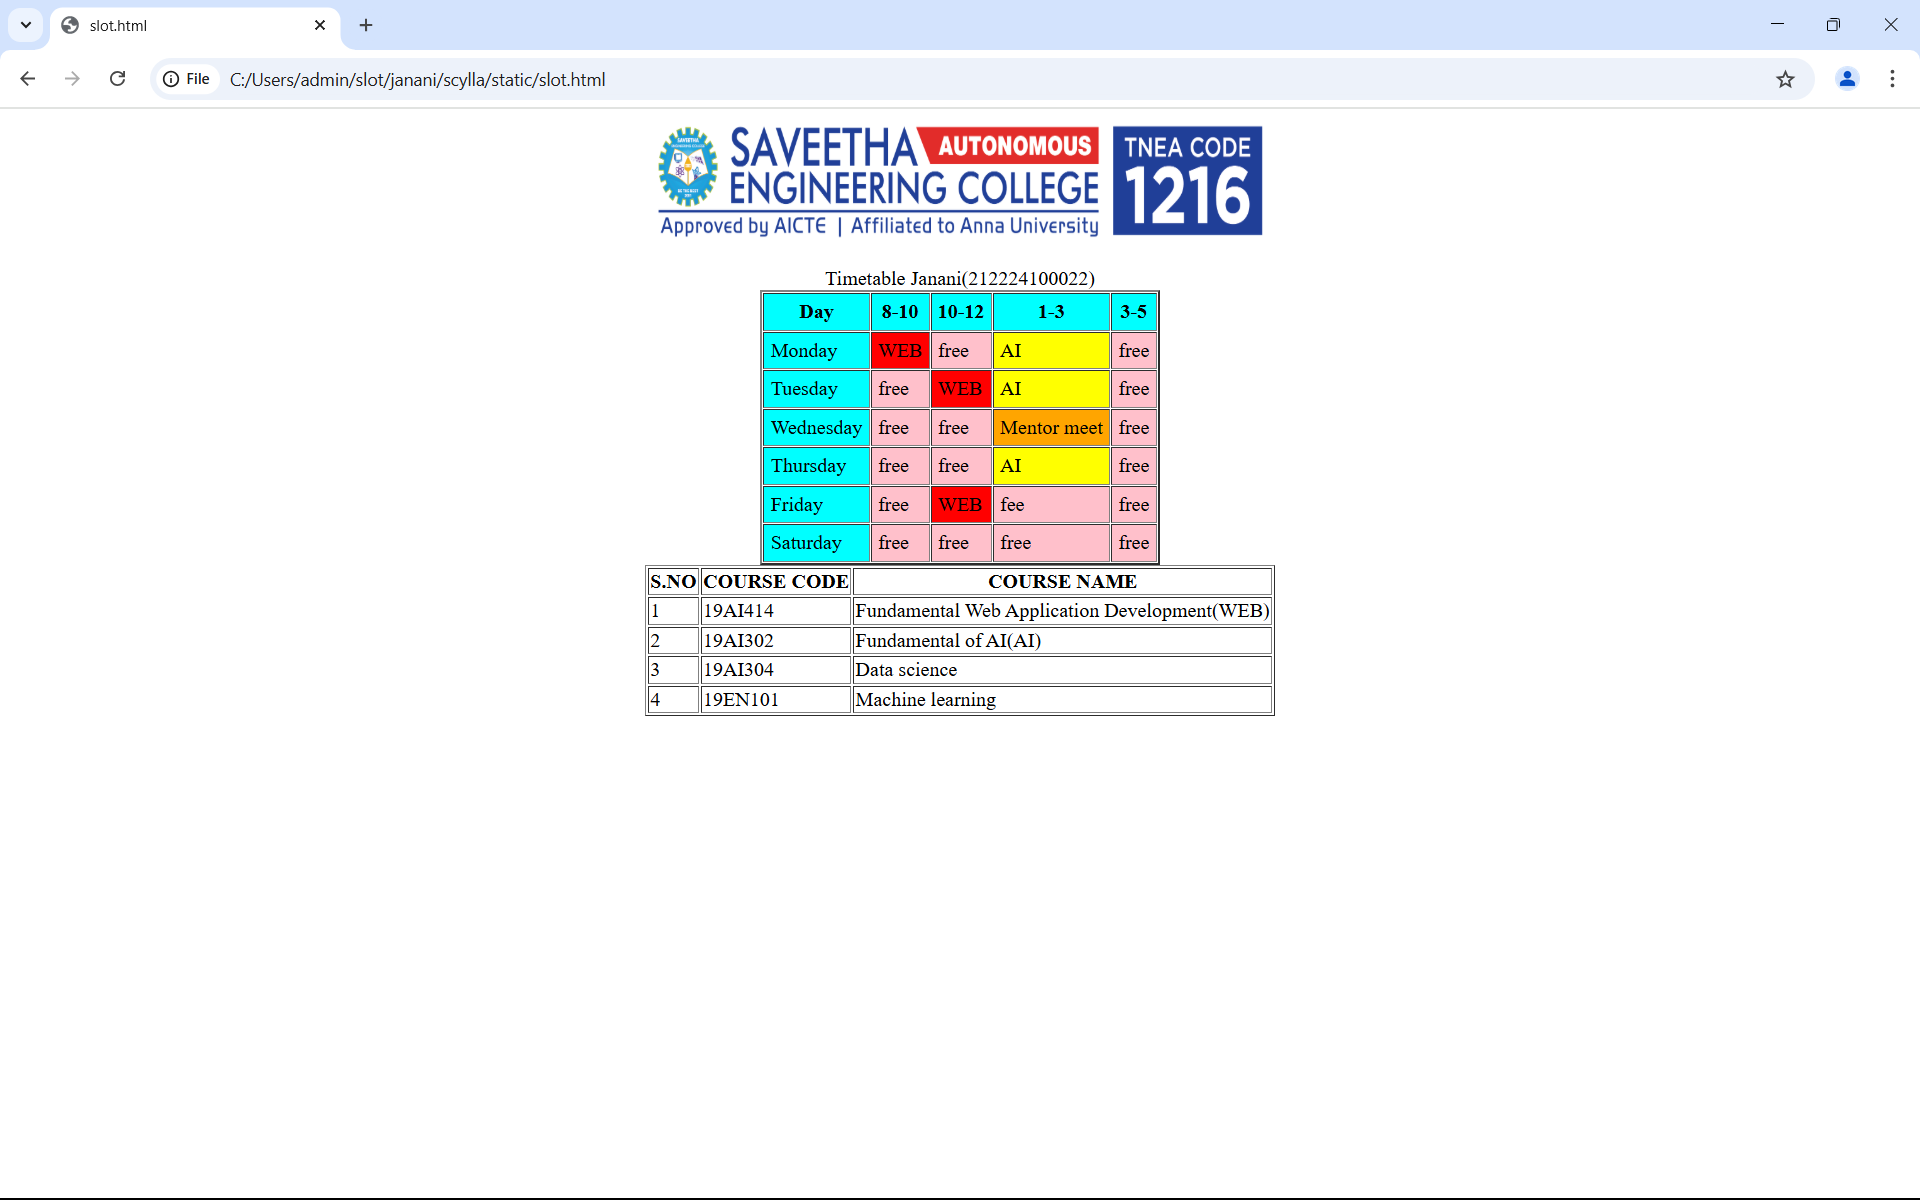 slot.html
File C:/Users/admin/slot/janani/scylla/static/slot.html
SAVEETHA AUTONOMOUS
ENGINEERING COLLEGE
Approved by AICTE | Affiliated to Anna University
TNEA CODE
1216
Timetable Janani(212224100022)
Day 8-10 10-12 1-3 3-5
Monday WEB free AI free
Tuesday free WEB AI free
Wednesday free free Mentor meet free
Thursday free free AI free
Friday free WEB fee free
Saturday free free free free
S.NO COURSE CODE COURSE NAME
1 19AI414 Fundamental Web Application Development(WEB)
2 19AI302 Fundamental of AI(AI)
3 19AI304 Data science
4 19EN101 Machine learning